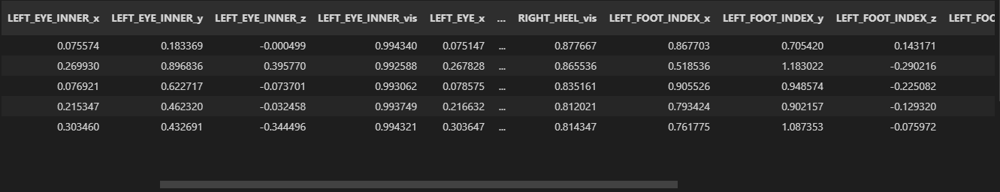 LEFT_EYE_INNER_x LEFT_EYE_INNER_y LEFT_EYE_INNER_z LEFT_EYE_INNER_vis LEFT_EYE_x ... RIGHT_HEEL_vis LEFT_FOOT_INDEX_x LEFT_FOOT_INDEX_y LEFT_FOOT_INDEX_z LEFT_FOO
0.075574 0.183369 -0.000499 0.994340 0.075147 ... 0.877667 0.867703 0.705420 0.143171
0.269930 0.896836 0.395770 0.992588 0.267828 ... 0.865536 0.518536 1.183022 -0.290216
0.076921 0.622717 -0.073701 0.993062 0.078575 ... 0.835161 0.905526 0.948574 -0.225082
0.215347 0.462320 -0.032458 0.993749 0.216632 ... 0.812021 0.793424 0.902157 -0.129320
0.303460 0.432691 -0.344496 0.994321 0.303647 ... 0.814347 0.761775 1.087353 -0.075972